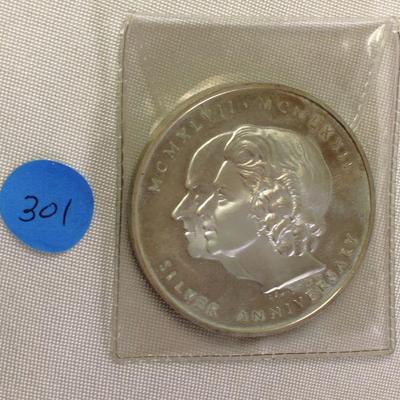 301
MCMXLVII · MCMLXXII
SILVER ANNIVERSARY